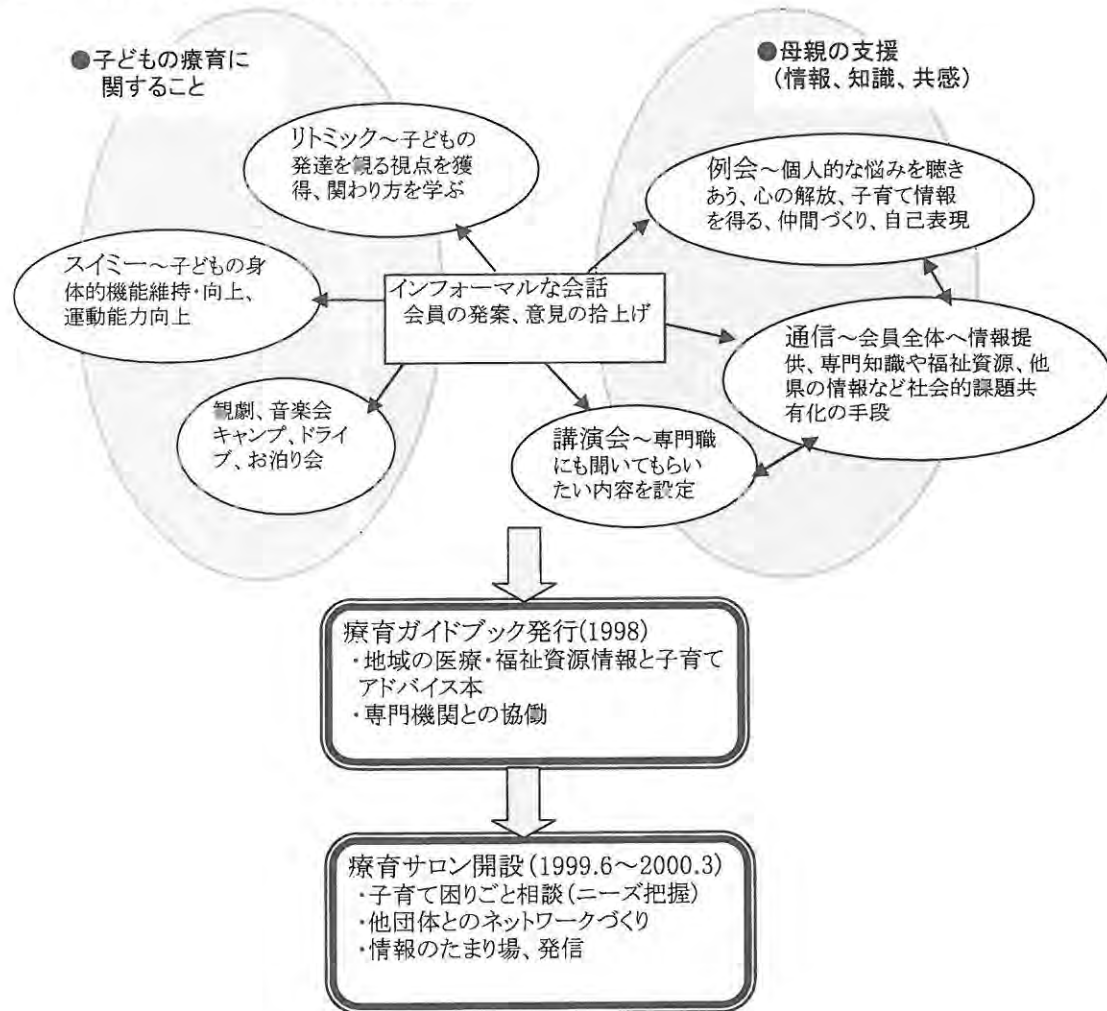 ●子どもの療育に
関すること
●母親の支援
(情報、知識、共感)
リトミック～子どもの
発達を観る視点を獲
得、関わり方を学ぶ
例会～個人的な悩みを聴き
あう、心の解放、子育て情報
を得る、仲間づくり、自己表現
スイミー～子どもの身
体的機能維持・向上、
運動能力向上
インフォーマルな会話
会員の発案、意見の拾上げ
通信～会員全体へ情報提
供、専門知識や福祉資源、他
県の情報など社会的課題共
有化の手段
観劇、音楽会
キャンプ、ドライ
ブ、お泊り会
講演会～専門職
にも聞いてもらい
たい内容を設定
療育ガイドブック発行(1998)
・地域の医療・福祉資源情報と子育て
アドバイス本
・専門機関との協働
療育サロン開設(1999.6～2000.3)
・子育て困りごと相談(ニーズ把握)
・他団体とのネットワークづくり
・情報のたまり場、発信